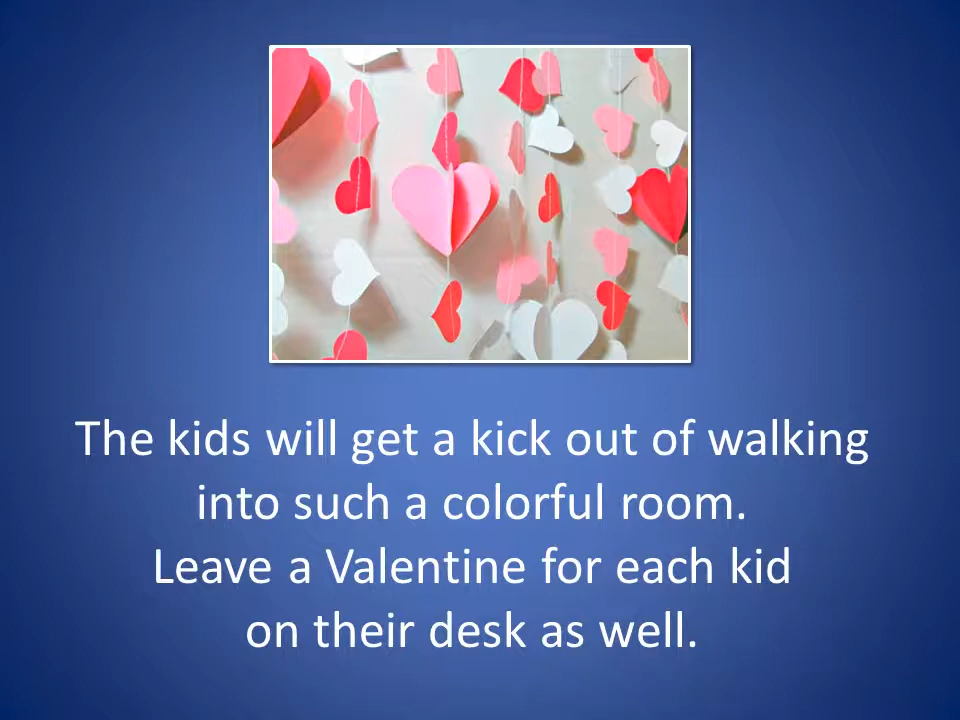 The kids will get a kick out of walking
into such a colorful room.
Leave a Valentine for each kid
on their desk as well.